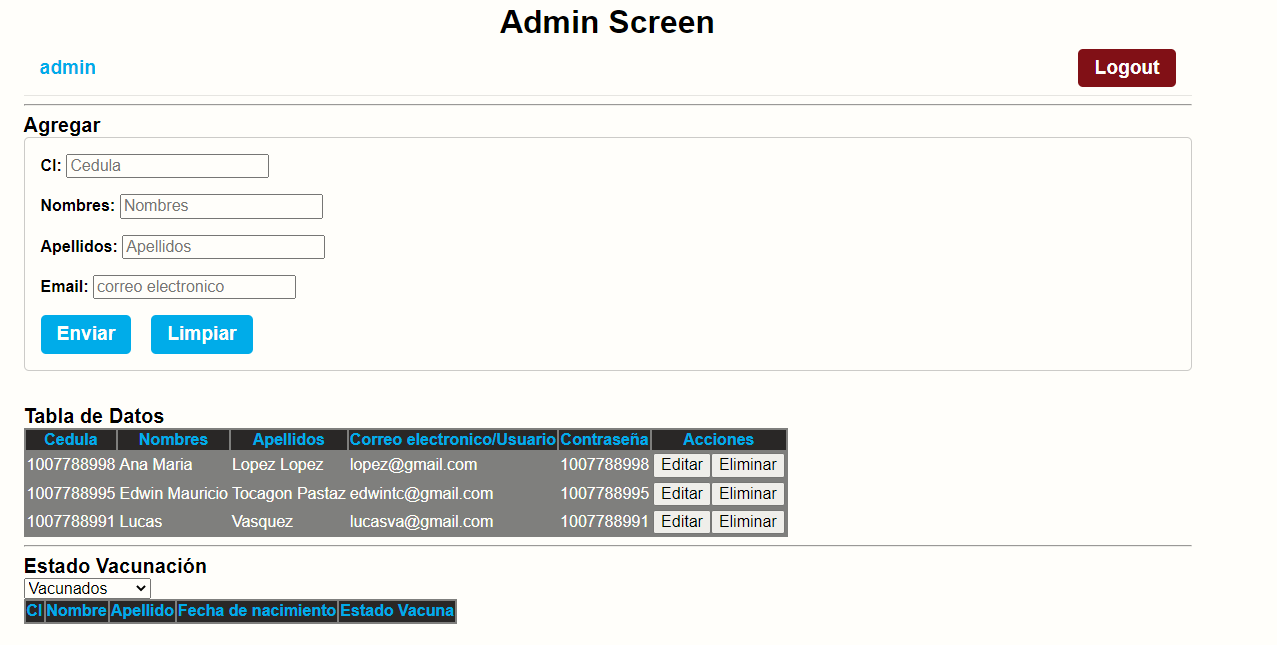 Admin Screen
admin Logout
Agregar
CI: Cedula
Nombres: Nombres
Apellidos: Apellidos
Email: correo electronico
Enviar Limpiar
Tabla de Datos
Cedula Nombres Apellidos Correo electronico/Usuario Contraseña Acciones
1007788998 Ana Maria Lopez Lopez lopez@gmail.com 1007788998 Editar Eliminar
1007788995 Edwin Mauricio Tocagon Pastaz edwintc@gmail.com 1007788995 Editar Eliminar
1007788991 Lucas Vasquez lucasva@gmail.com 1007788991 Editar Eliminar
Estado Vacunación
Vacunados
CI Nombre Apellido Fecha de nacimiento Estado Vacuna